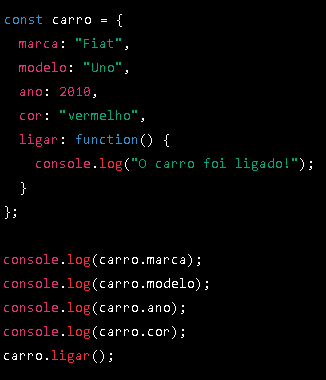 const carro = {
  marca: "Fiat",
  modelo: "Uno",
  ano: 2010,
  cor: "vermelho",
  ligar: function() {
    console.log("O carro foi ligado!");
  }
};

console.log(carro.marca);
console.log(carro.modelo);
console.log(carro.ano);
console.log(carro.cor);
carro.ligar();